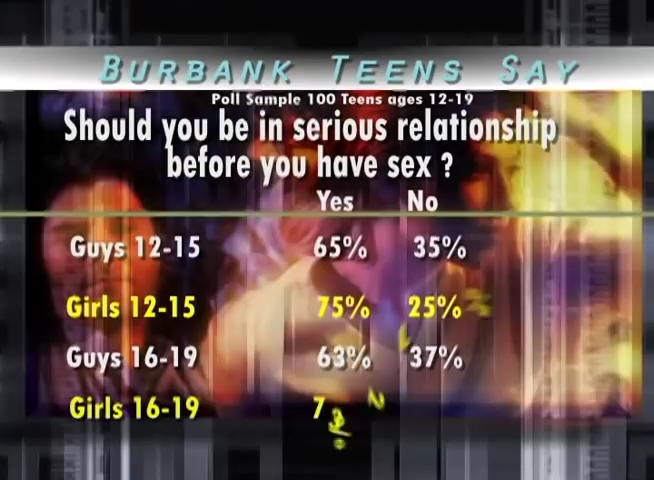 BURBANK TEENS SAY
Poll Sample 100 Teens ages 12-19
Should you be in serious relationship
before you have sex ?
Yes No
Guys 12-15 65% 35%
Girls 12-15 75% 25%
Guys 16-19 63% 37%
Girls 16-19 7